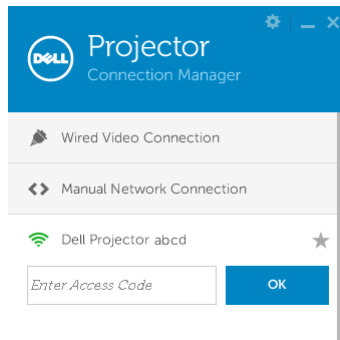 DELL
Projector
Connection Manager
Wired Video Connection
Manual Network Connection
Dell Projector abcd
Enter Access Code
OK